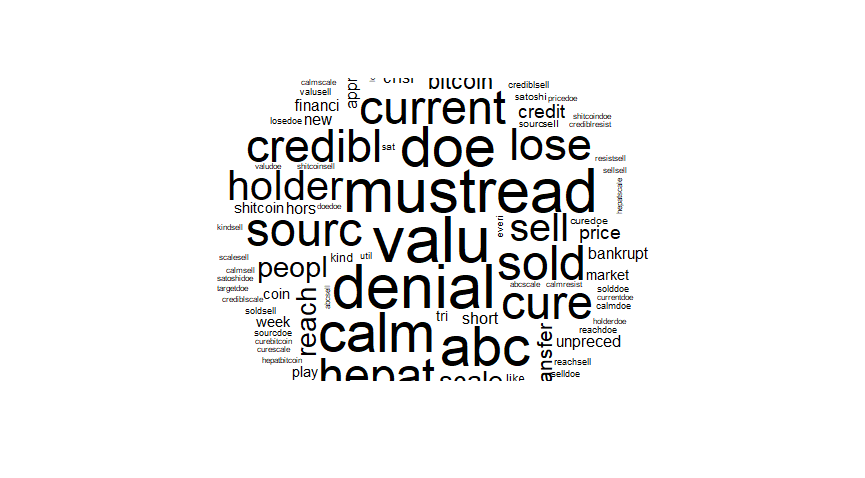 calmscale
valusell
appr
crisi
bitcoin
crediblsell
satoshi pricedoe
financi
current
credit
shitcoindoe
losedoe new
sourcsell crediblresist
credibl
sat
doe
lose
resistsell
valudoe shitcoinsell
sellsell
holder
mustread
hepatscale
shitcoin hors doedoe
kindsell
sourc
valu
everi
sell
curedoe
price
scalesell
calmsell
peopl
kind
util
sold
bankrupt
satoshidoe
market
targetdoe
crediblscale
coin
reach
abcsell
denial
abcscale calmresist
solddoe
currentdoe
calmdoe
cure
soldsell
week
calm
tri
short
holderdoe
reachdoe
sourcdoe
curebitcoin
curescale
abc
ansfer
unpreced
hepatbitcoin
reachsell
play
hepat
scale
like
selldoe